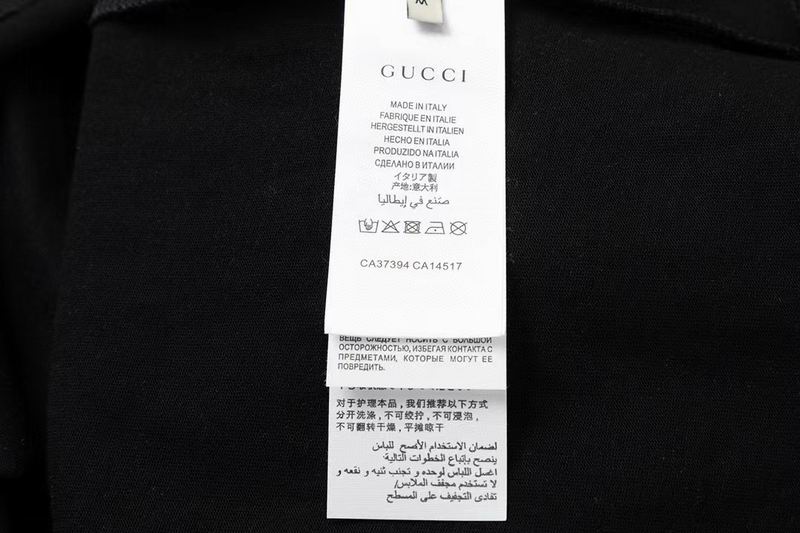 GUCCI
MADE IN ITALY
FABRIQUE EN ITALIE
HERGESTELLT IN ITALIEN
HECHO EN ITALIA
PRODUZIDO NA ITALIA
СДЕЛАНО В ИТАЛИИ
イタリア製
产地:意大利
صنع في إيطاليا
CA37394 CA14517
ВЕЩЬ СЛЕДУЕТ НОСИТЬ С БОЛЬШОЙ
ОСТОРОЖНОСТЬЮ, ИЗБЕГАЯ КОНТАКТА С
ПРЕДМЕТАМИ, КОТОРЫЕ МОГУТ ЕЕ
ПОВРЕДИТЬ.
对于护理本品, 我们推荐以下方式
分开洗涤, 不可绞拧, 不可浸泡,
不可翻转干燥, 平摊晾干
لضمان الاستخدام الأفصح للباس
ينصح بإتباع الخطوات التالية:
اغسل اللباس لوحده و تجنب ثنيه و نقعه و
لا تستخدم مجفف الملابس/
تفادى التجفيف على المسطح